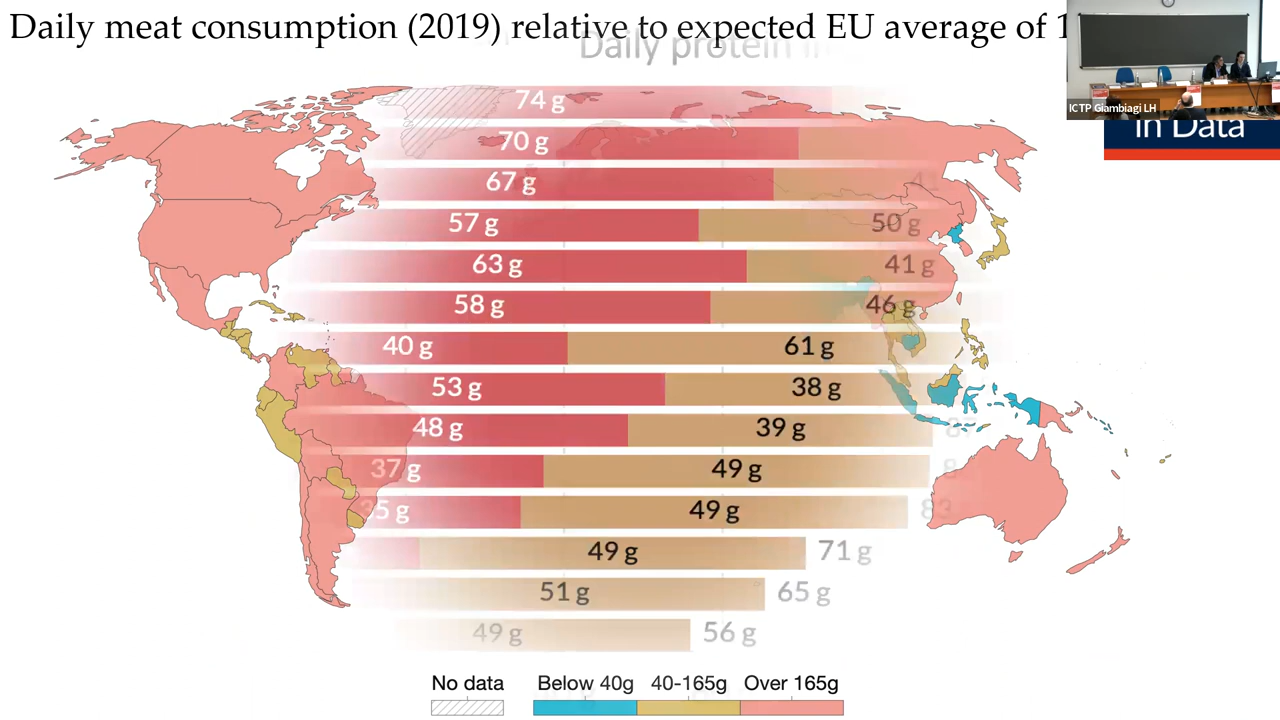 Daily meat consumption (2019) relative to expected EU average of 1
Daily protein in
ICTP Giambiagi LH
in Data
74 g
70 g
67 g
57 g 50 g
63 g 41 g
58 g 46 g
40 g 61 g
53 g 38 g
48 g 39 g
37 g 49 g
35 g 49 g 83
49 g 71 g
51 g 65 g
49 g 56 g
No data Below 40g 40-165g Over 165g